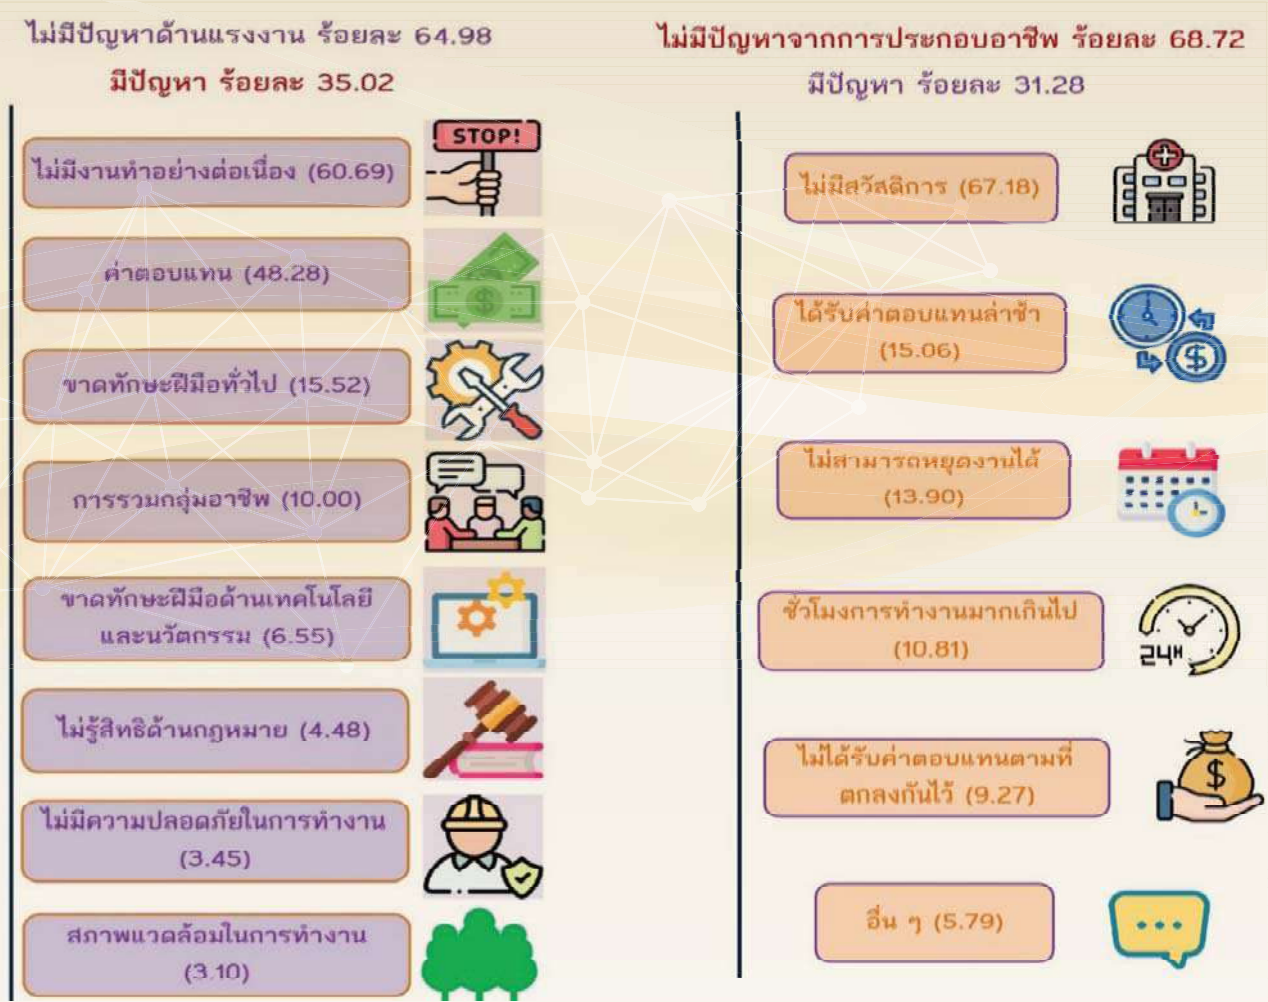 ไม่มีปัญหาด้านแรงงาน ร้อยละ 64.98
มีปัญหา ร้อยละ 35.02
ไม่มีงานทำอย่างต่อเนื่อง (60.69)
STOP!
ค่าตอบแทน (48.28)
ขาดทักษะฝีมือทั่วไป (15.52)
การรวมกลุ่มอาชีพ (10.00)
ขาดทักษะฝีมือด้านเทคโนโลยี
และนวัตกรรม (6.55)
ไม่รู้สิทธิด้านกฎหมาย (4.48)
ไม่มีความปลอดภัยในการทำงาน
(3.45)
สภาพแวดล้อมในการทำงาน
(3.10)
ไม่มีปัญหาจากการประกอบอาชีพ ร้อยละ 68.72
มีปัญหา ร้อยละ 31.28
ไม่มีสวัสดิการ (67.18)
ได้รับค่าตอบแทนล่าช้า
(15.06)
ไม่สามารถหยุดงานได้
(13.90)
ชั่วโมงการทำงานมากเกินไป
(10.81)
24H
ไม่ได้รับค่าตอบแทนตามที่
ตกลงกันไว้ (9.27)
อื่น ๆ (5.79)